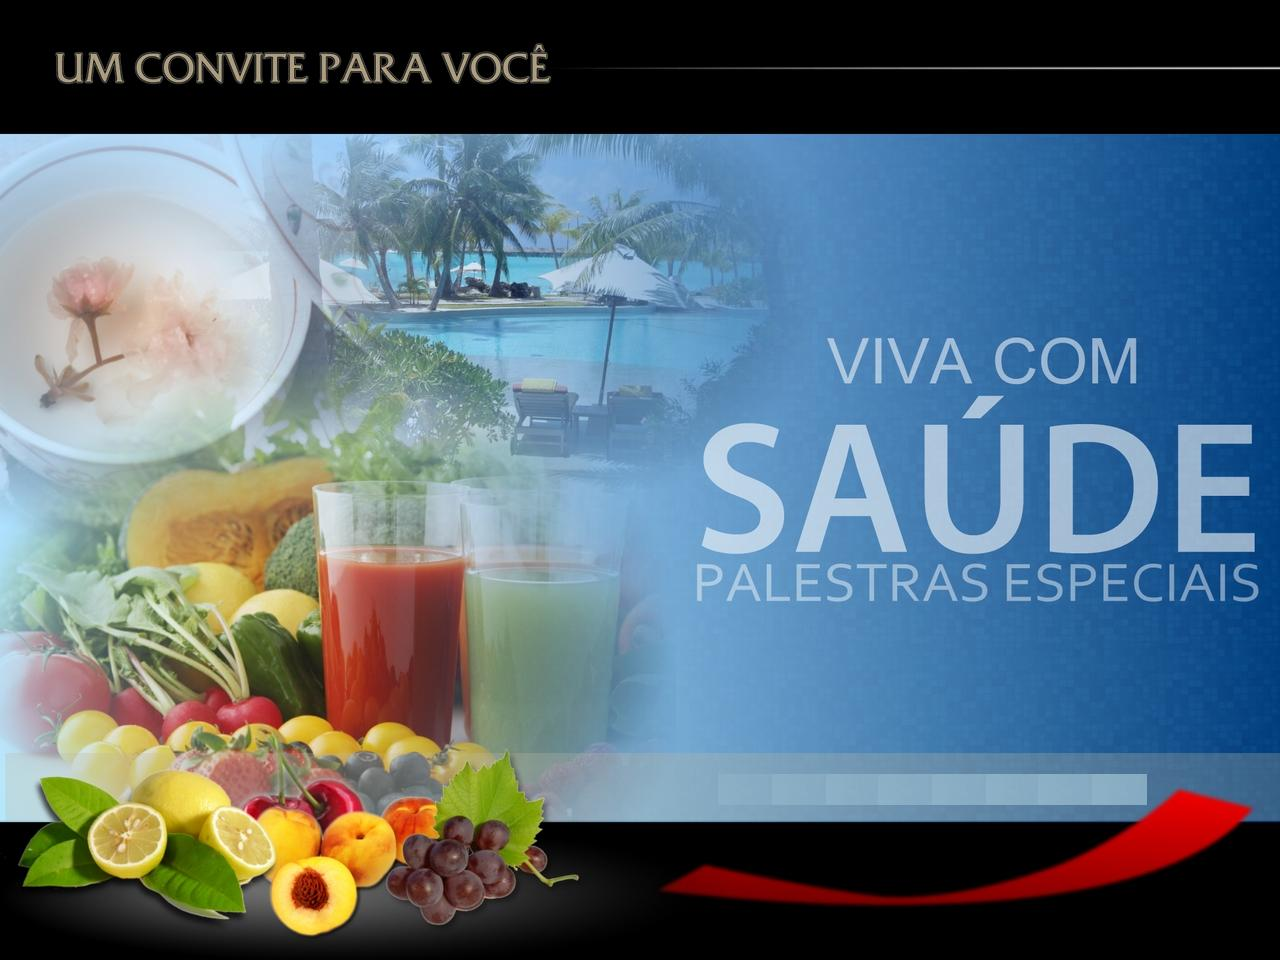 UM CONVITE PARA VOCÊ
VIVA COM
SAÚDE
PALESTRAS ESPECIAIS